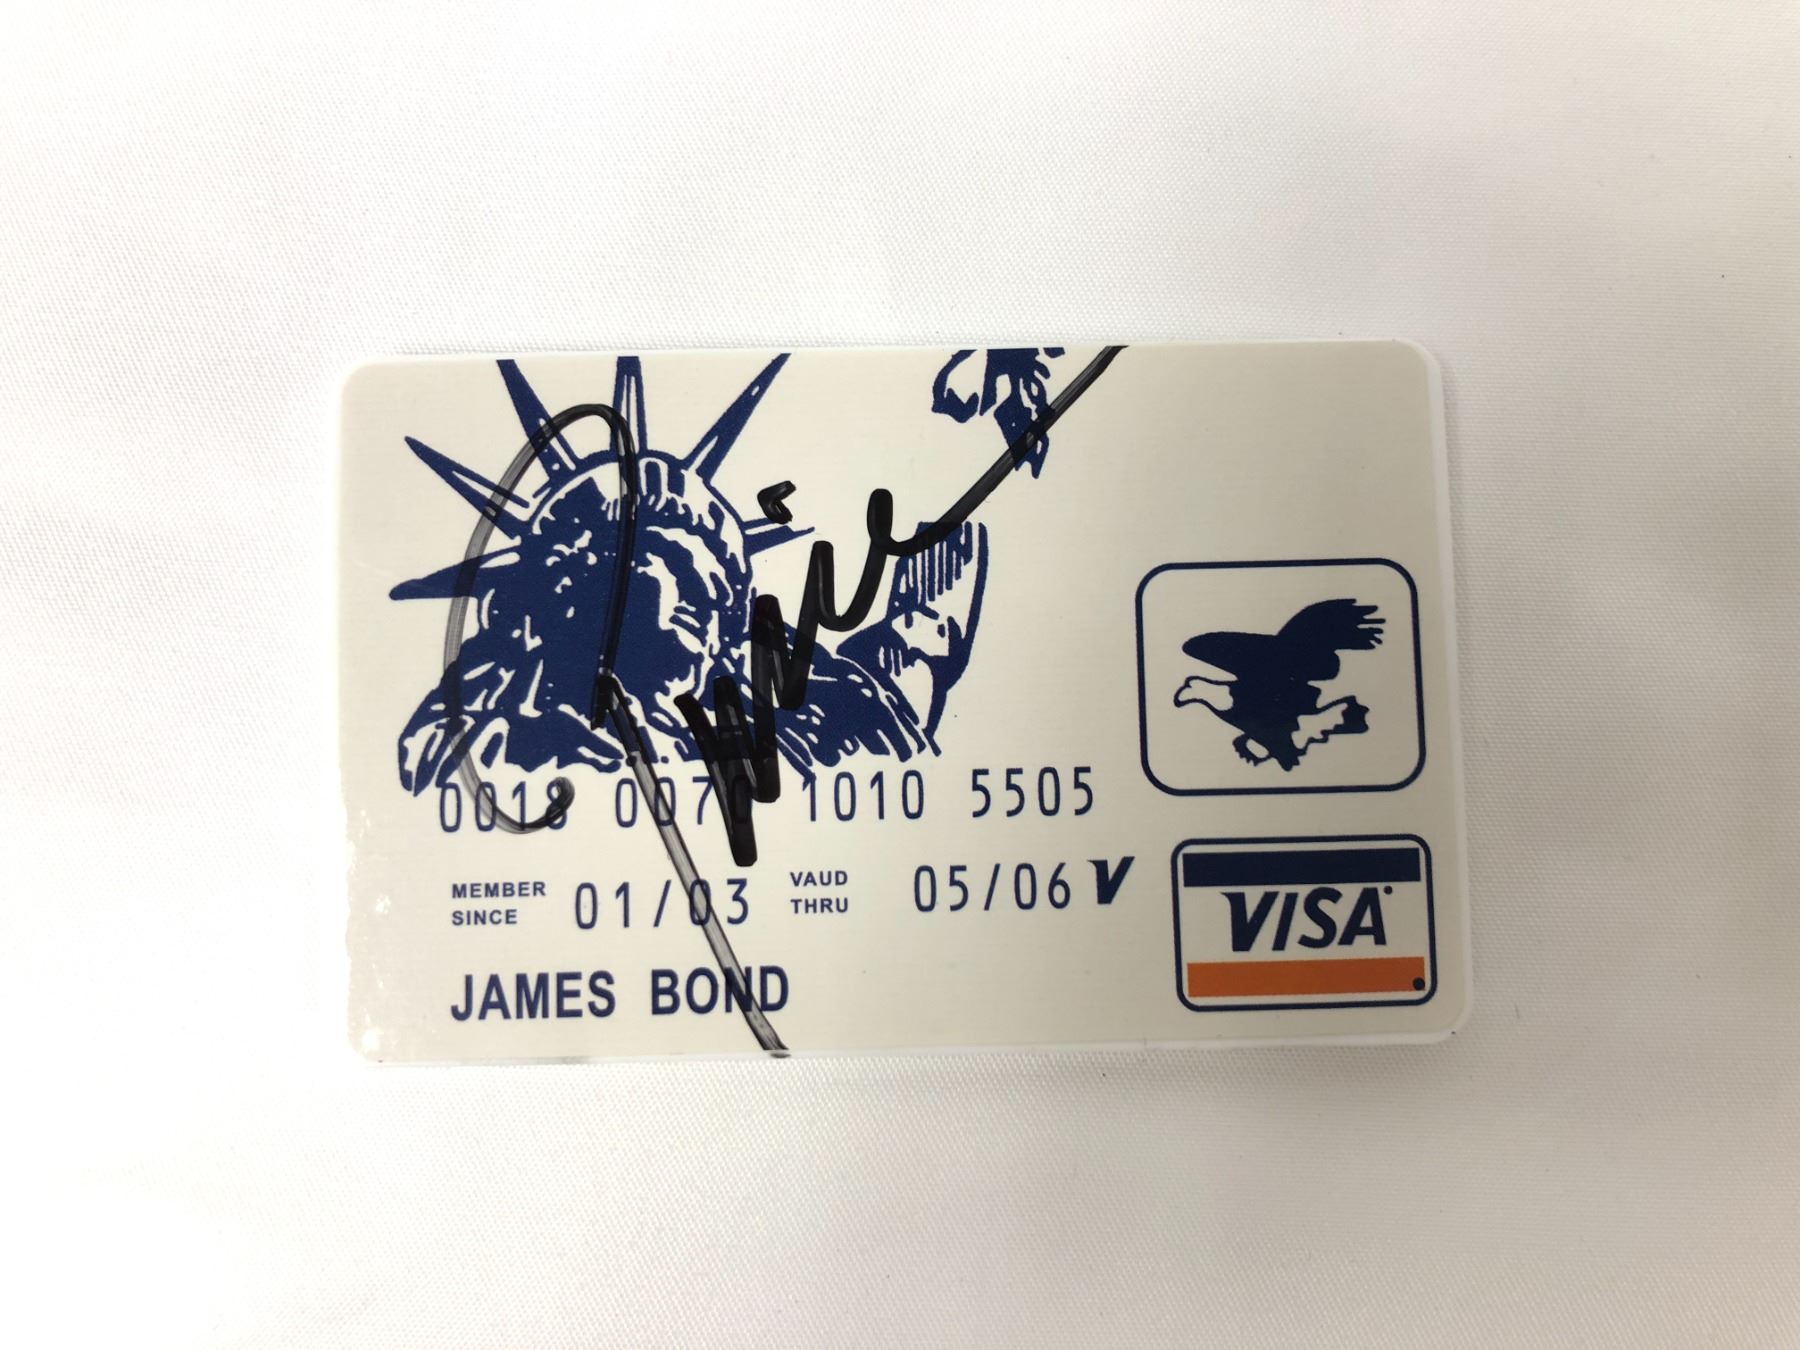 0018 0070 1010 5505
MEMBER SINCE 01/03 VAUD THRU 05/06 V
JAMES BOND
VISA